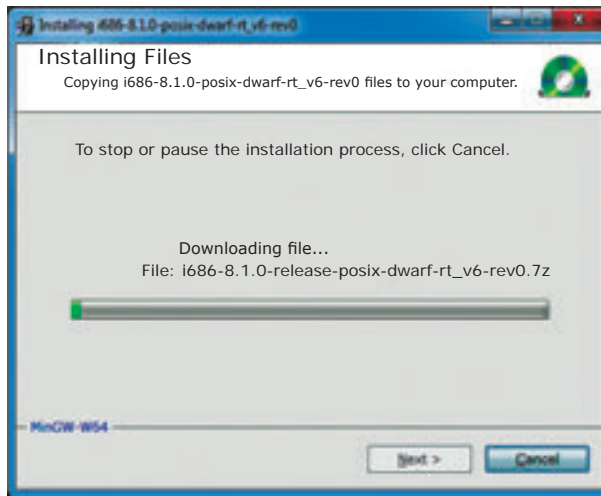 Installing i686-8.1.0-posix-dwarf-rt_v6-rev0
Installing Files
Copying i686-8.1.0-posix-dwarf-rt_v6-rev0 files to your computer.
To stop or pause the installation process, click Cancel.
Downloading file...
File: i686-8.1.0-release-posix-dwarf-rt_v6-rev0.7z
MinGW-W64
Next >
Cancel